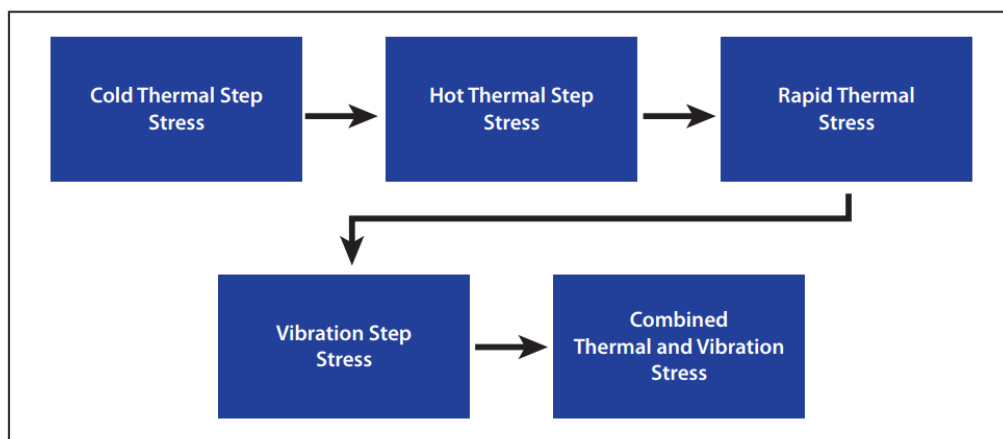 Cold Thermal Step
Stress
Hot Thermal Step
Stress
Rapid Thermal
Stress
Vibration Step
Stress
Combined
Thermal and Vibration
Stress